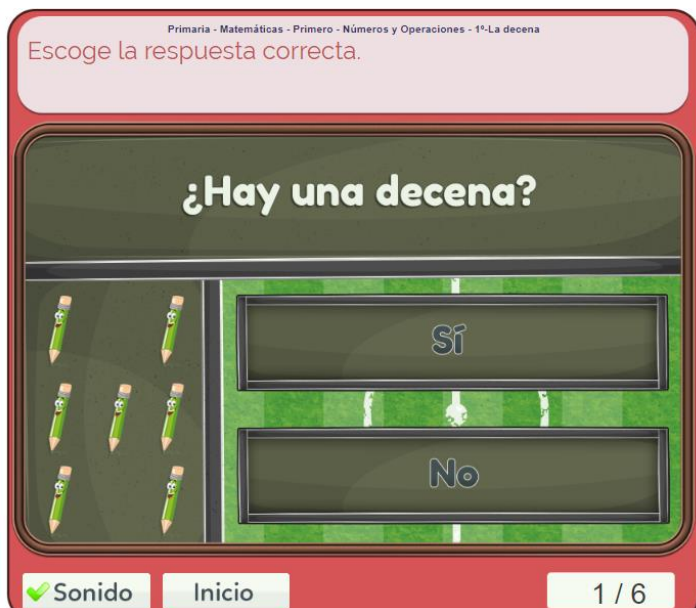 Primaria - Matemáticas - Primero - Números y Operaciones - 1º-La decena
Escoge la respuesta correcta.
¿Hay una decena?
Sí
No
Sonido
Inicio
1 / 6